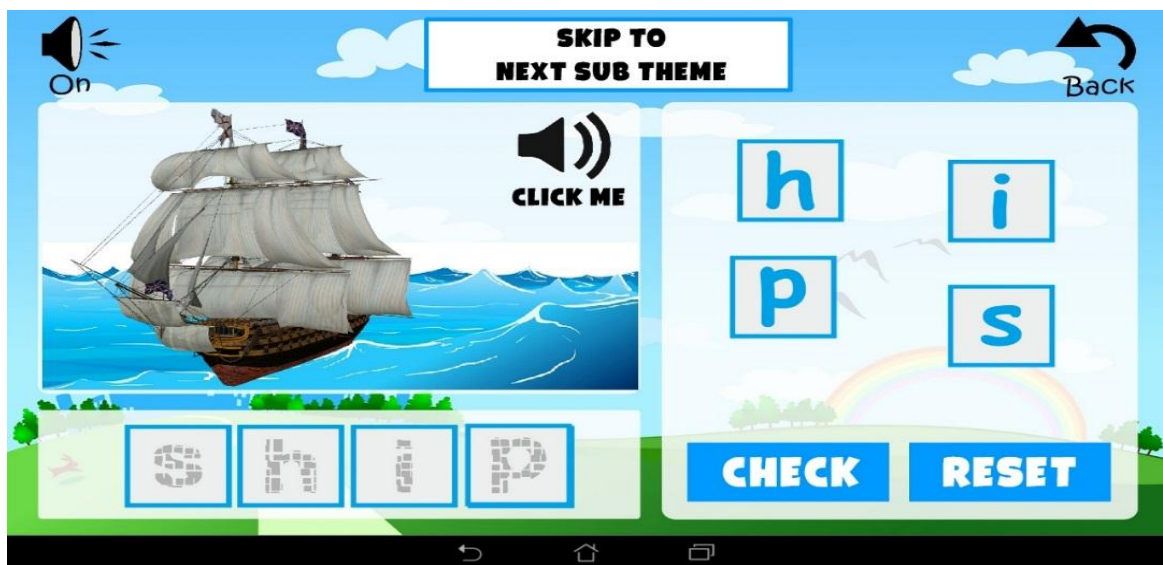 On
SKIP TO
NEXT SUB THEME
Back
CLICK ME
h
i
p
s
s h i p
CHECK
RESET